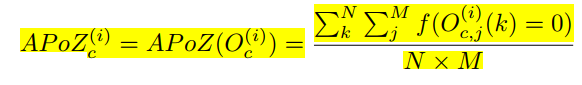 $APoZ_c^{(i)} = APoZ(O_c^{(i)}) = \frac{\sum_k^N \sum_j^M f(O_{c,j}^{(i)}(k) = 0)}{N \times M}$